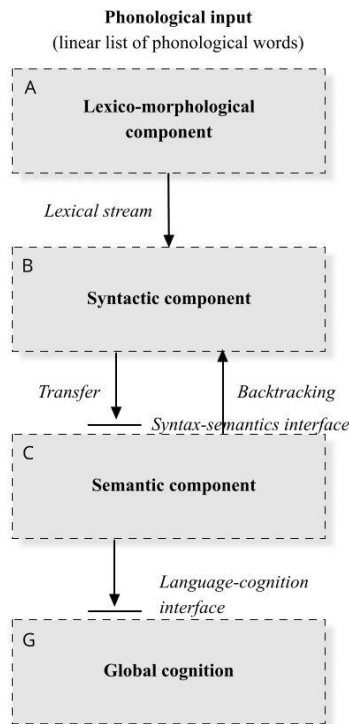 Phonological input
(linear list of phonological words)
A
Lexico-morphological
component
Lexical stream
B
Syntactic component
Transfer
Backtracking
Syntax-semantics interface
C
Semantic component
Language-cognition
interface
G
Global cognition